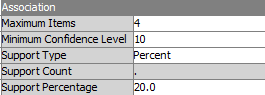 Association
Maximum Items 4
Minimum Confidence Level 10
Support Type Percent
Support Count .
Support Percentage 20.0